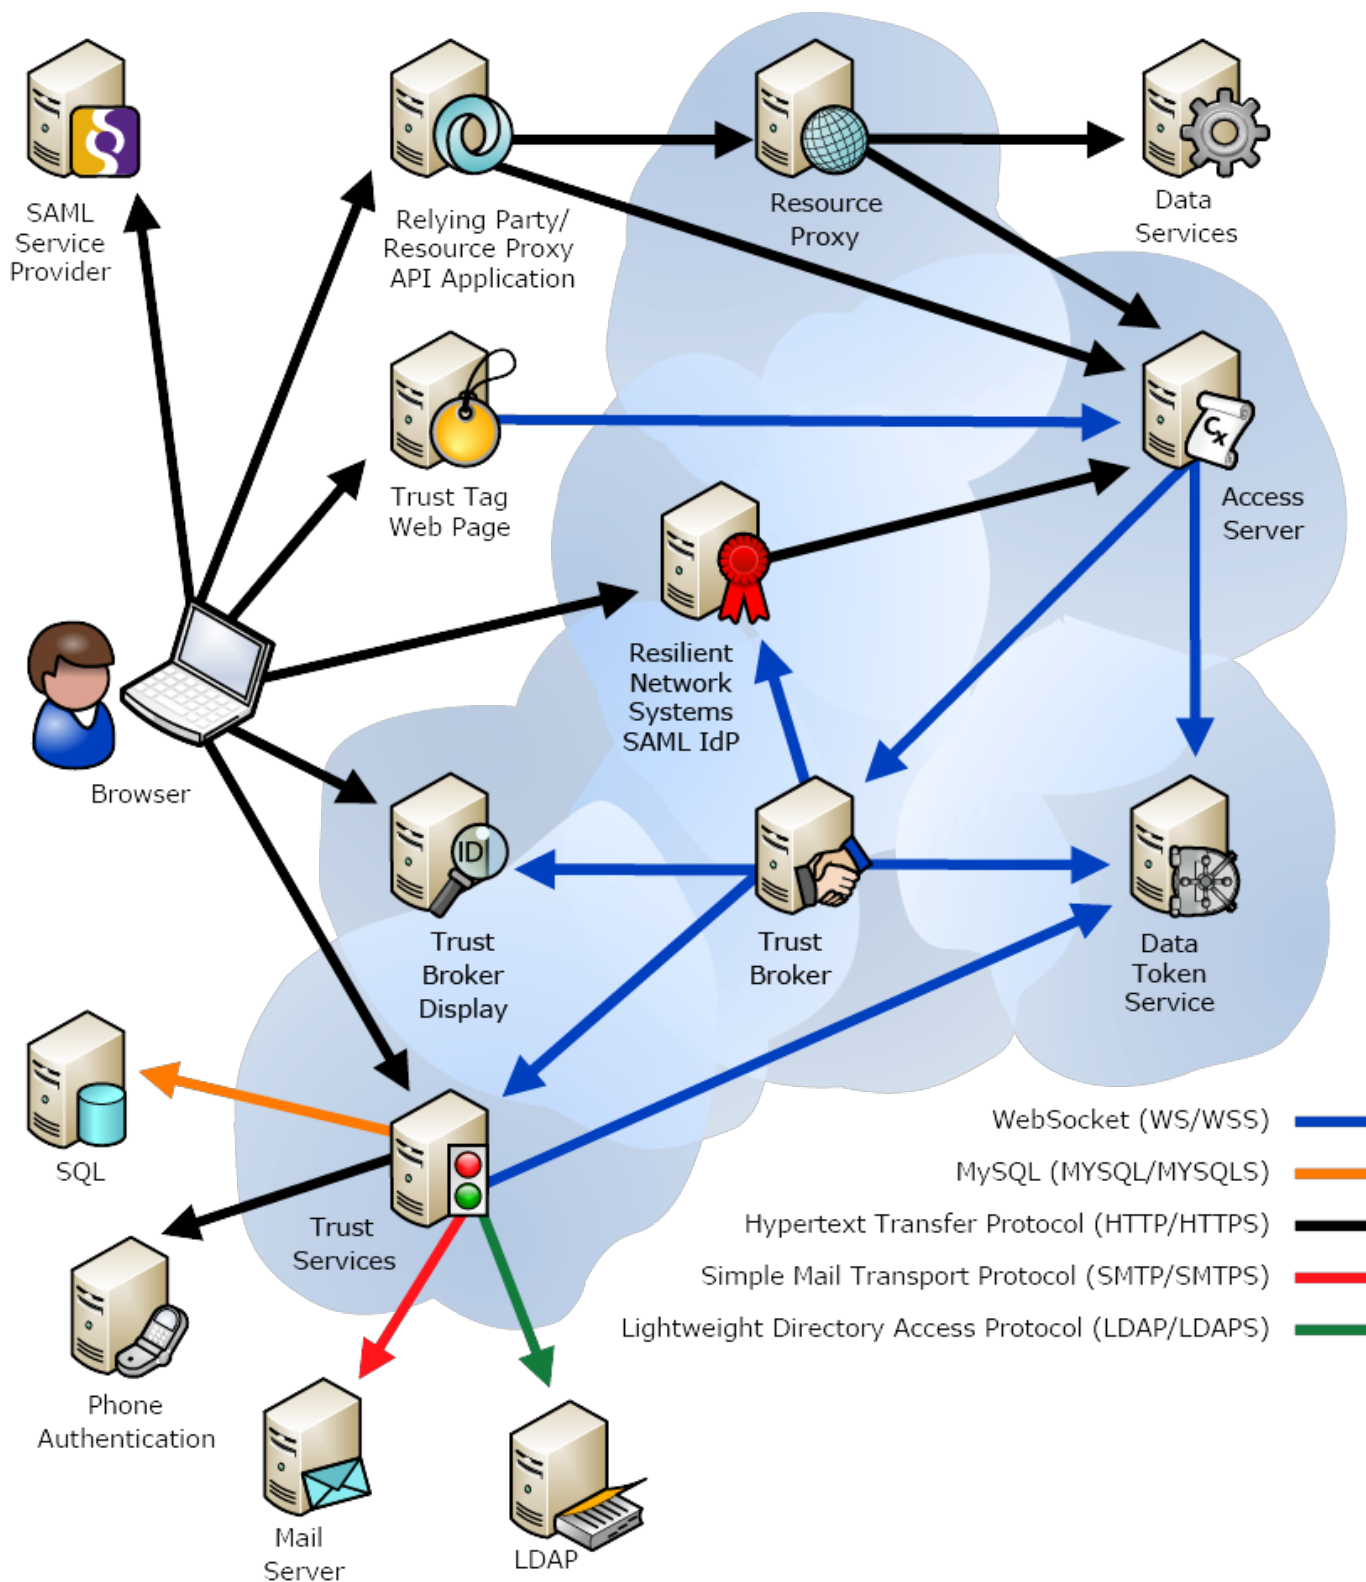 SAML
Service
Provider
Relying Party/
Resource Proxy
API Application
Resource
Proxy
Data
Services
Trust Tag
Web Page
Cx
Access
Server
Resilient
Network
Systems
SAML IdP
Browser
ID
Trust
Broker
Display
Trust
Broker
Data
Token
Service
SQL
Trust
Services
WebSocket (WS/WSS)
MySQL (MYSQL/MYSQLS)
Hypertext Transfer Protocol (HTTP/HTTPS)
Simple Mail Transport Protocol (SMTP/SMTPS)
Lightweight Directory Access Protocol (LDAP/LDAPS)
Phone
Authentication
Mail
Server
LDAP